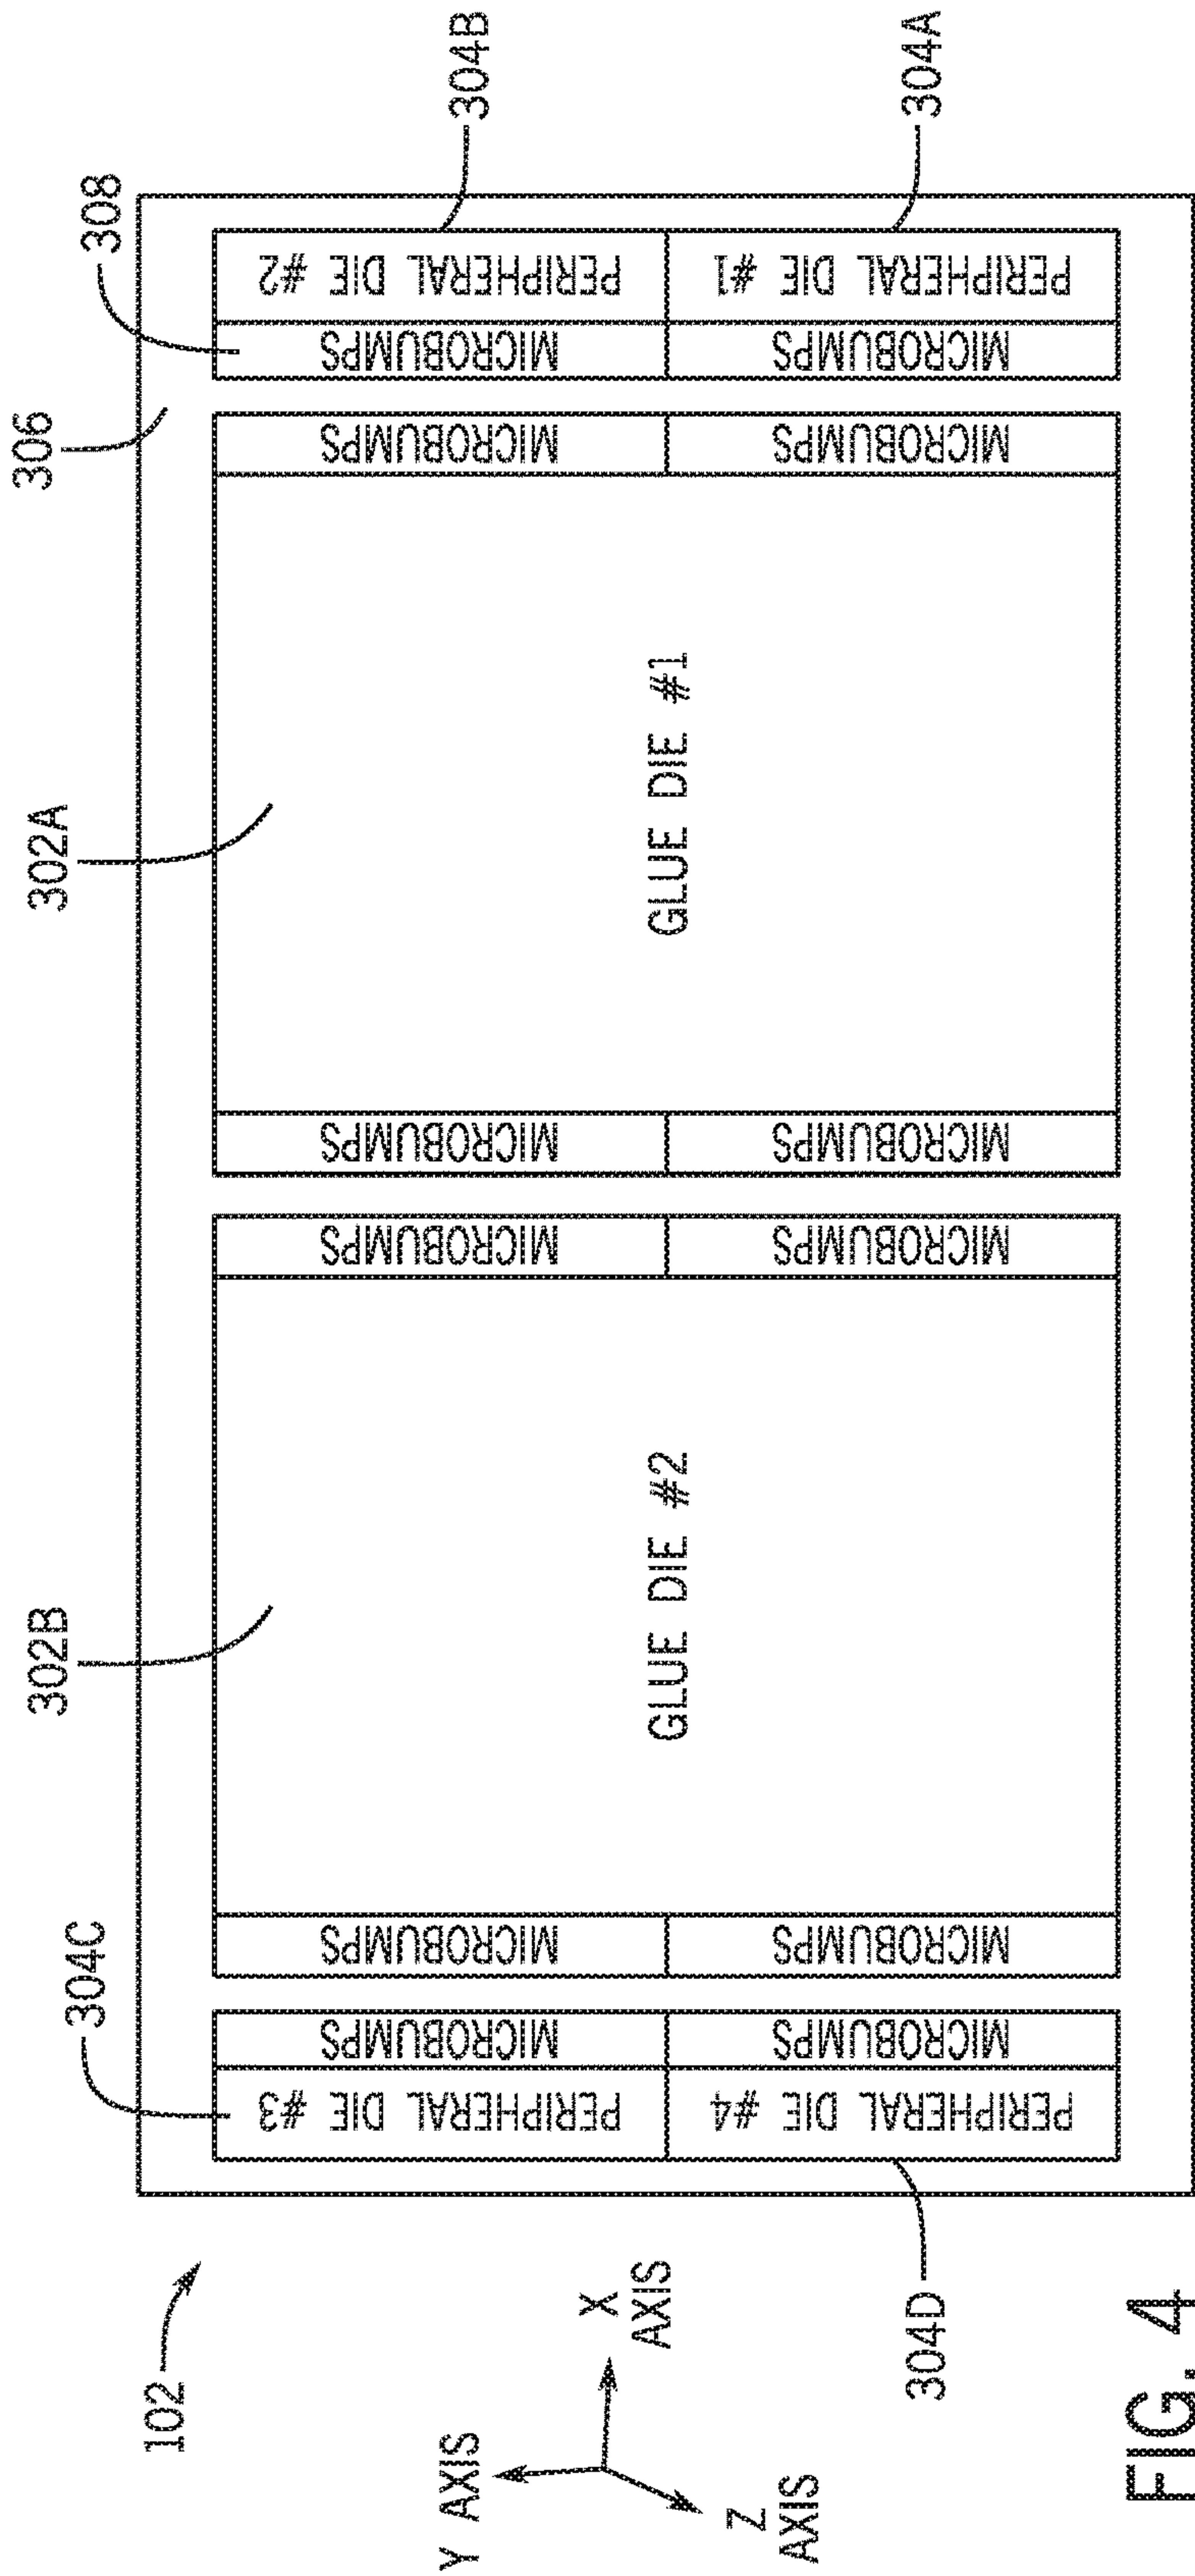 306
302B
302A
304C
308
102
PERIPHERAL DIE #3
MICROBUMPS
MICROBUMPS
MICROBUMPS
MICROBUMPS
MICROBUMPS
MICROBUMPS
PERIPHERAL DIE #2
304B
Y AXIS
X
AXIS
GLUE DIE #2
GLUE DIE #1
Z
AXIS
PERIPHERAL DIE #4
MICROBUMPS
MICROBUMPS
MICROBUMPS
MICROBUMPS
MICROBUMPS
MICROBUMPS
PERIPHERAL DIE #1
304D
304A
FIG. 4